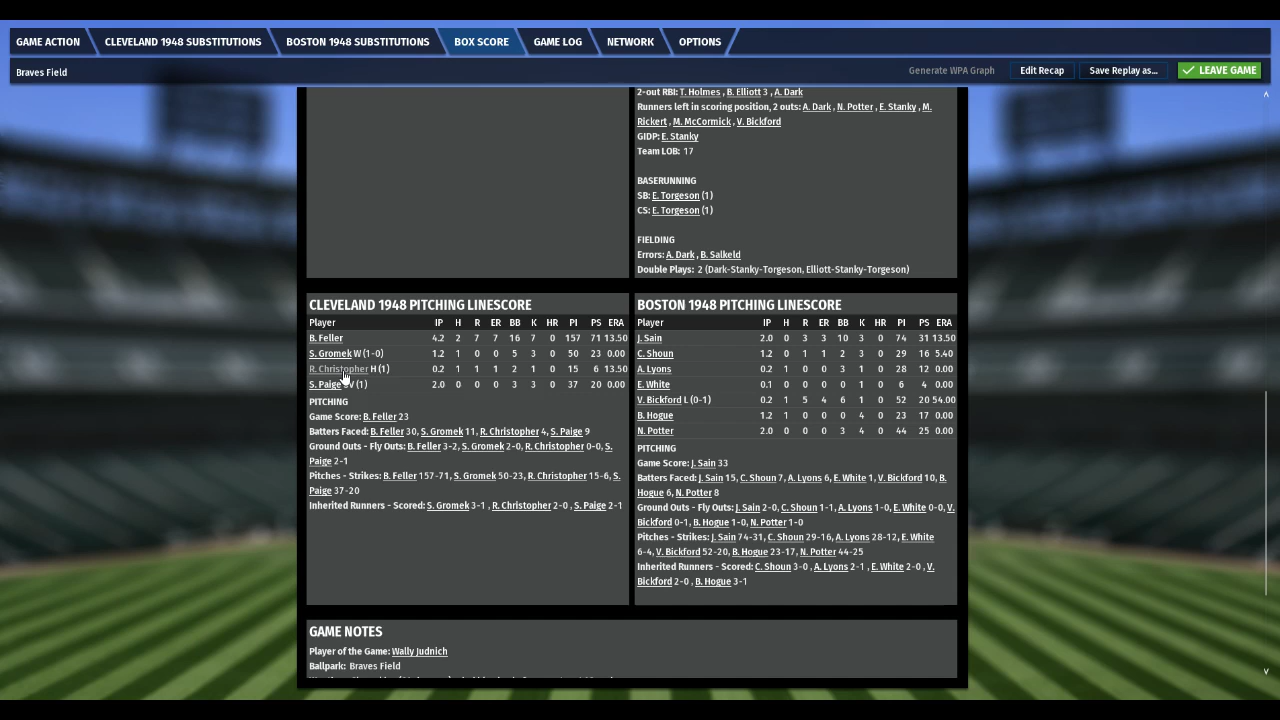 GAME ACTION
CLEVELAND 1948 SUBSTITUTIONS
BOSTON 1948 SUBSTITUTIONS
BOX SCORE
GAME LOG
NETWORK
OPTIONS
Braves Field
Generate WPA Graph
Edit Recap
Save Replay as...
LEAVE GAME
2-out RBI: T. Holmes , B. Elliott 3 , A. Dark
Runners left in scoring position, 2 outs: A. Dark , N. Potter , E. Stanky , M.
Rickert , M. McCormick , V. Bickford
GIDP: E. Stanky
Team LOB: 17
BASERUNNING
SB: E. Torgeson (1)
CS: E. Torgeson (1)
FIELDING
Errors: A. Dark , B. Salkeld
Double Plays: 2 (Dark-Stanky-Torgeson, Elliott-Stanky-Torgeson)
CLEVELAND 1948 PITCHING LINESCORE
Player IP H R ER BB K HR PI PS ERA
B. Feller 4.2 2 7 7 16 7 0 157 71 13.50
S. Gromek W (1-0) 1.2 1 0 0 5 3 0 50 23 0.00
R. Christopher H (1) 0.2 1 1 1 2 1 0 15 6 13.50
S. Paige V (1) 2.0 0 0 0 3 3 0 37 20 0.00
PITCHING
Game Score: B. Feller 23
Batters Faced: B. Feller 30, S. Gromek 11, R. Christopher 4, S. Paige 9
Ground Outs - Fly Outs: B. Feller 3-2, S. Gromek 2-0, R. Christopher 0-0, S.
Paige 2-1
Pitches - Strikes: B. Feller 157-71, S. Gromek 50-23, R. Christopher 15-6, S.
Paige 37-20
Inherited Runners - Scored: S. Gromek 3-1 , R. Christopher 2-0 , S. Paige 2-1
BOSTON 1948 PITCHING LINESCORE
Player IP H R ER BB K HR PI PS ERA
J. Sain 2.0 0 3 3 10 3 0 74 31 13.50
C. Shoun 1.2 0 1 1 2 3 0 29 16 5.40
A. Lyons 0.2 1 0 0 3 1 0 28 12 0.00
E. White 0.1 0 0 0 0 1 0 6 4 0.00
V. Bickford L (0-1) 0.2 1 5 4 6 1 0 52 20 54.00
B. Hogue 1.2 1 0 0 0 4 0 23 17 0.00
N. Potter 2.0 0 0 0 3 4 0 44 25 0.00
PITCHING
Game Score: J. Sain 33
Batters Faced: J. Sain 15, C. Shoun 7, A. Lyons 6, E. White 1, V. Bickford 10, B.
Hogue 6, N. Potter 8
Ground Outs - Fly Outs: J. Sain 2-0, C. Shoun 1-1, A. Lyons 1-0, E. White 0-0, V.
Bickford 0-1, B. Hogue 1-0, N. Potter 1-0
Pitches - Strikes: J. Sain 74-31, C. Shoun 29-16, A. Lyons 28-12, E. White
6-4, V. Bickford 52-20, B. Hogue 23-17, N. Potter 44-25
Inherited Runners - Scored: C. Shoun 3-0 , A. Lyons 2-1 , E. White 2-0 , V.
Bickford 2-0 , B. Hogue 3-1
GAME NOTES
Player of the Game: Wally Judnich
Ballpark: Braves Field